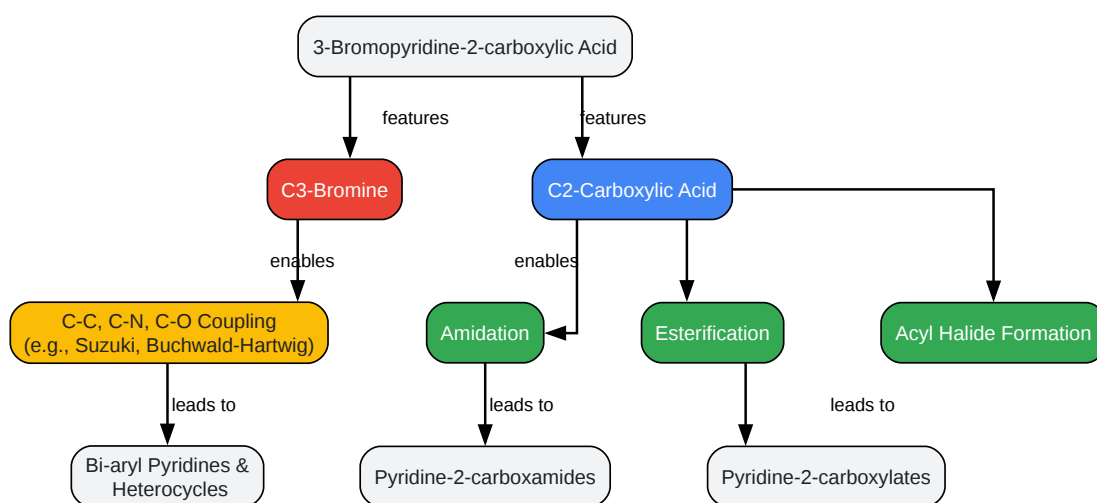 3-Bromopyridine-2-carboxylic Acid
features
features
C3-Bromine
C2-Carboxylic Acid
enables
enables
C-C, C-N, C-O Coupling
(e.g., Suzuki, Buchwald-Hartwig)
Amidation
Esterification
Acyl Halide Formation
leads to
leads to
leads to
Bi-aryl Pyridines &
Heterocycles
Pyridine-2-carboxamides
Pyridine-2-carboxylates